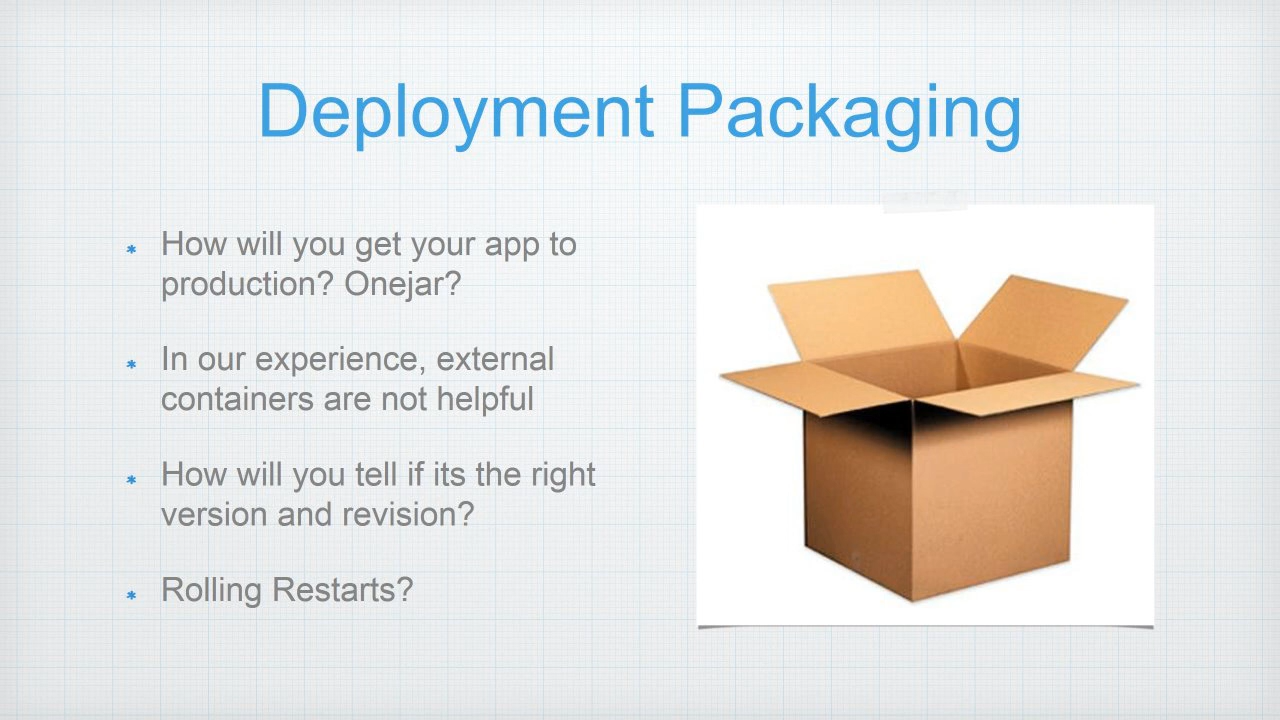 Deployment Packaging
* How will you get your app to
production? Onejar?
* In our experience, external
containers are not helpful
* How will you tell if its the right
version and revision?
* Rolling Restarts?